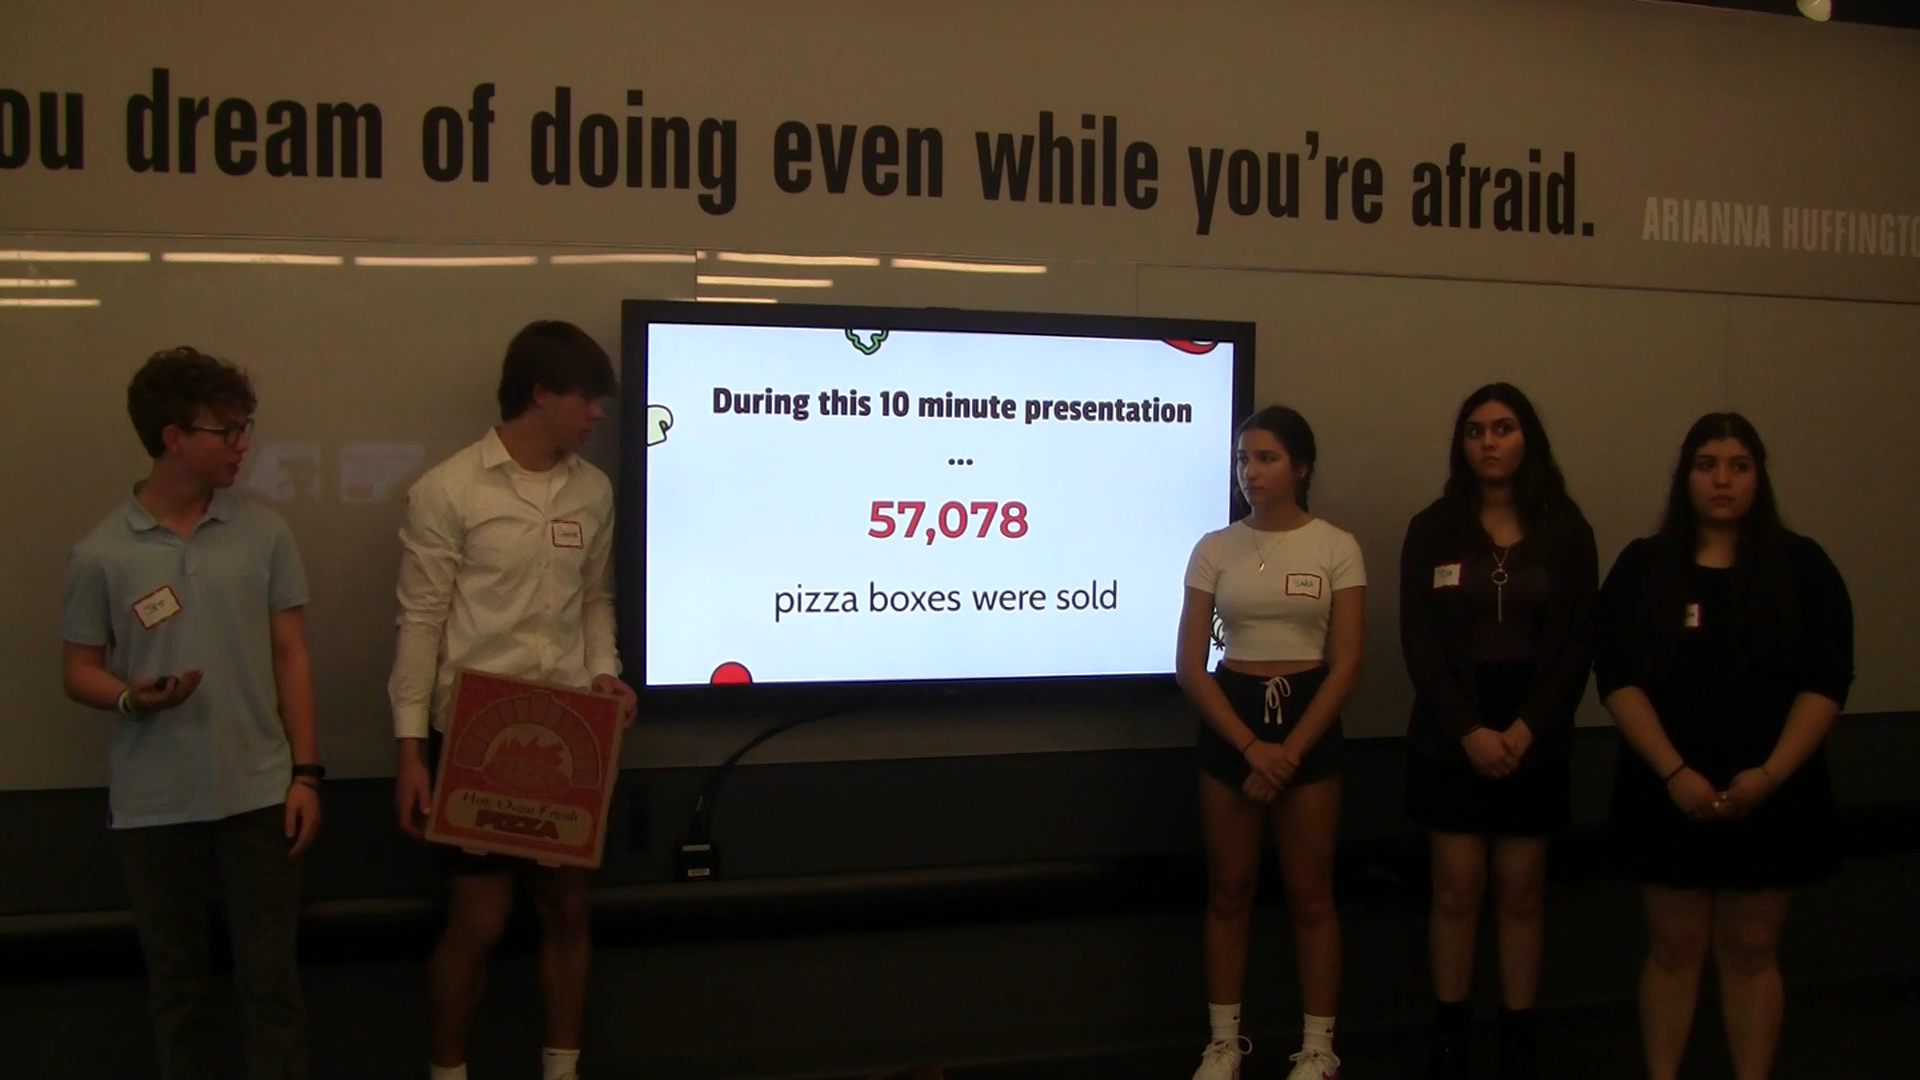 ou dream of doing even while you're afraid.
ARIANNA HUFFINGTO
During this 10 minute presentation
...
57,078
pizza boxes were sold
Hot, Oven Fresh
PIZZA